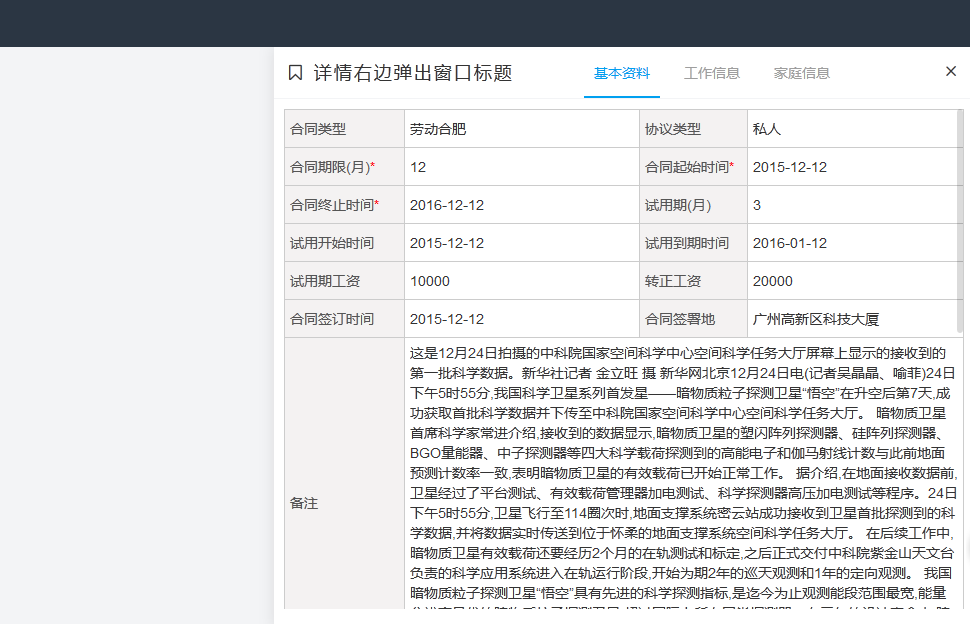 详情右边弹出窗口标题 基本资料 工作信息 家庭信息 ×
合同类型 劳动合肥 协议类型 私人
合同期限(月)* 12 合同起始时间* 2015-12-12
合同终止时间* 2016-12-12 试用期(月) 3
试用开始时间 2015-12-12 试用到期时间 2016-01-12
试用期工资 10000 转正工资 20000
合同签订时间 2015-12-12 合同签署地 广州高新区科技大厦
备注
这是12月24日拍摄的中科院国家空间科学中心空间科学任务大厅屏幕上显示的接收到的
第一批科学数据。新华社记者 金立旺 摄 新华网北京12月24日电(记者吴晶晶、喻菲)24日
下午5时55分,我国科学卫星系列首发星——暗物质粒子探测卫星“悟空”在升空后第7天,成
功获取首批科学数据并下传至中科院国家空间科学中心空间科学任务大厅。 暗物质卫星
首席科学家常进介绍,接收到的数据显示,暗物质卫星的塑闪阵列探测器、硅阵列探测器、
BGO量能器、中子探测器等四大科学载荷探测到的高能电子和伽马射线计数与此前地面
预测计数率一致,表明暗物质卫星的有效载荷已开始正常工作。 据介绍,在地面接收数据前,
卫星经过了平台测试、有效载荷管理器加电测试、科学探测器高压加电测试等程序。24日
下午5时55分,卫星飞行至114圈次时,地面支撑系统密云站成功接收到卫星首批探测到的科
学数据,并将数据实时传送到位于怀柔的地面支撑系统空间科学任务大厅。 在后续工作中,
暗物质卫星有效载荷还要经历2个月的在轨测试和标定,之后正式交付中科院紫金山天文台
负责的科学应用系统进入在轨运行阶段,开始为期2年的巡天观测和1年的定向观测。 我国
暗物质粒子探测卫星“悟空”具有先进的科学探测指标,是迄今为止观测能段范围最宽,能量